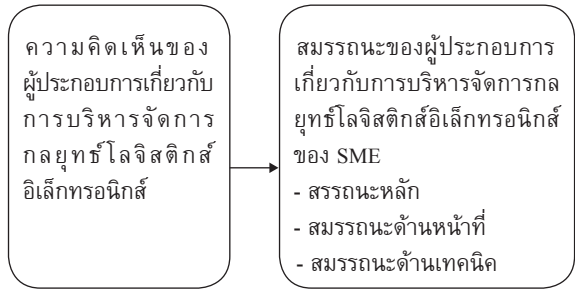 ความคิดเห็นของ
ผู้ประกอบการเกี่ยวกับ
การบริหารจัดการ
กลยุทธ์โลจิสติกส์
อิเล็กทรอนิกส์
สมรรถนะของผู้ประกอบการ
เกี่ยวกับการบริหารจัดการกล
ยุทธ์โลจิสติกส์อิเล็กทรอนิกส์
ของ SME
- สรรถนะหลัก
- สมรรถนะด้านหน้าที่
- สมรรถนะด้านเทคนิค